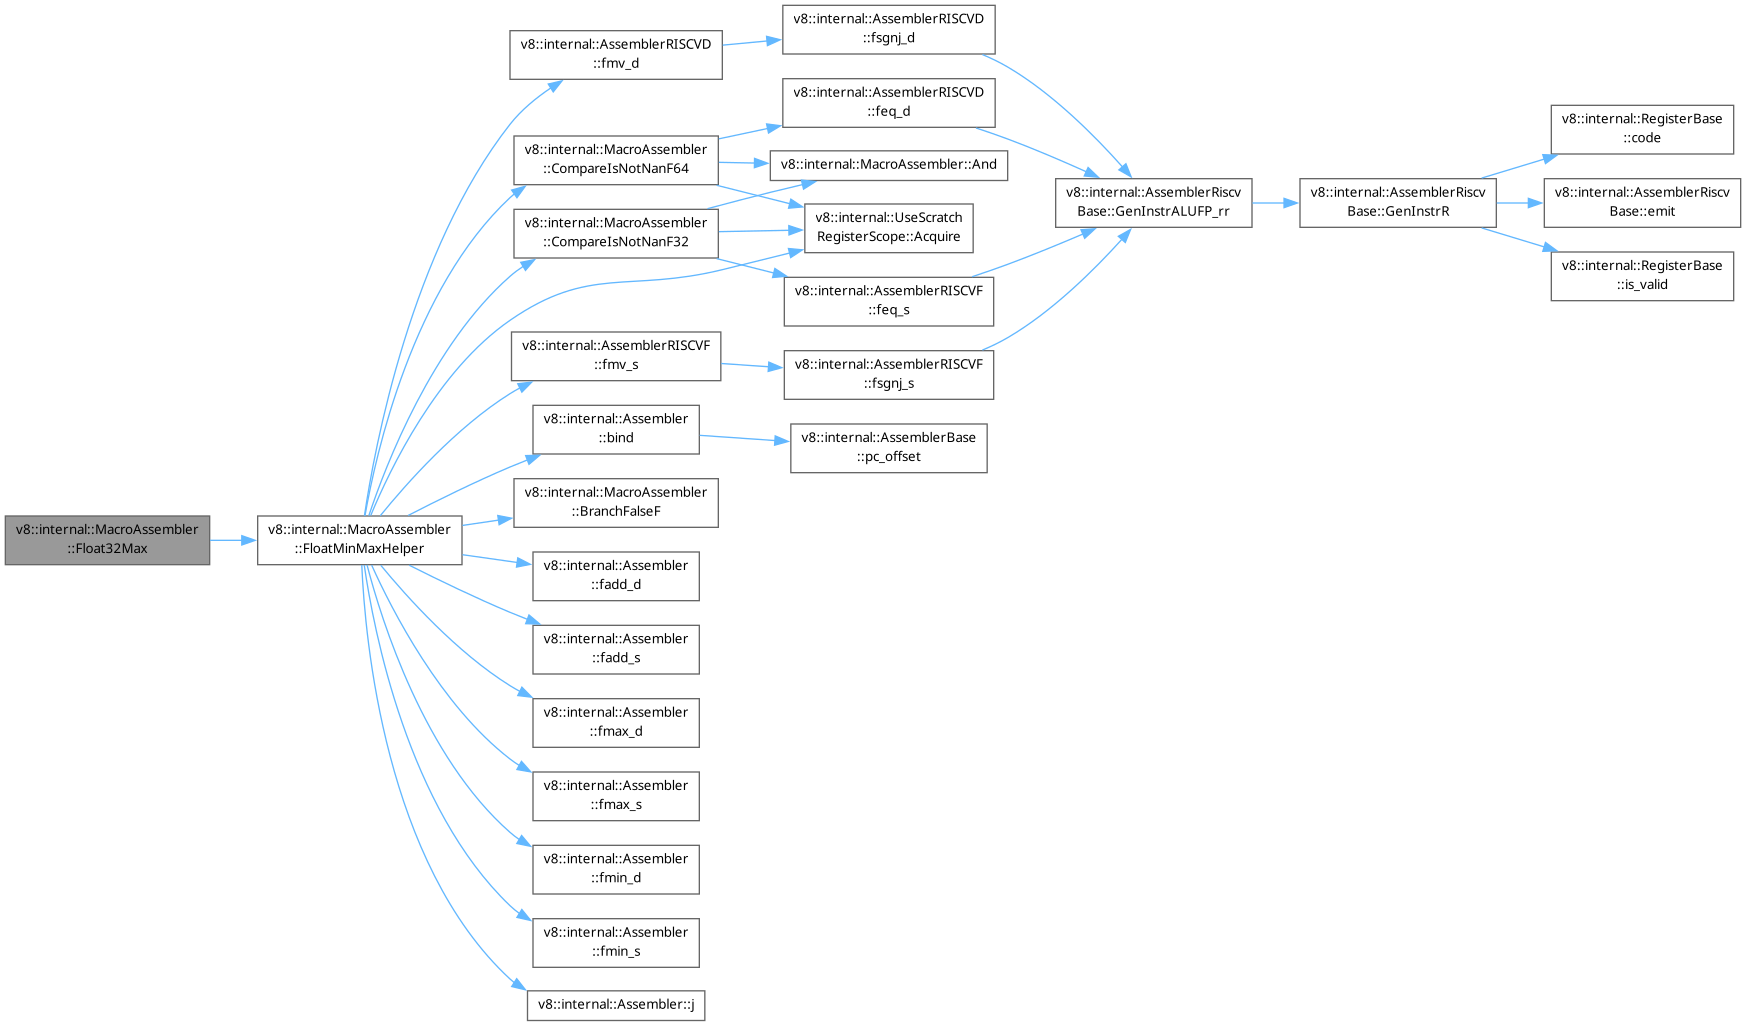 v8::internal::MacroAssembler
::Float32Max
v8::internal::MacroAssembler
::FloatMinMaxHelper
v8::internal::AssemblerRISCVD
::fmv_d
v8::internal::MacroAssembler
::CompareIsNotNanF64
v8::internal::MacroAssembler
::CompareIsNotNanF32
v8::internal::AssemblerRISCVF
::fmv_s
v8::internal::Assembler
::bind
v8::internal::MacroAssembler
::BranchFalseF
v8::internal::Assembler
::fadd_d
v8::internal::Assembler
::fadd_s
v8::internal::Assembler
::fmax_d
v8::internal::Assembler
::fmax_s
v8::internal::Assembler
::fmin_d
v8::internal::Assembler
::fmin_s
v8::internal::Assembler::j
v8::internal::AssemblerRISCVD
::fsgnj_d
v8::internal::AssemblerRISCVD
::feq_d
v8::internal::MacroAssembler::And
v8::internal::UseScratch
RegisterScope::Acquire
v8::internal::AssemblerRISCVF
::feq_s
v8::internal::AssemblerRISCVF
::fsgnj_s
v8::internal::AssemblerBase
::pc_offset
v8::internal::AssemblerRiscv
Base::GenInstrALUFP_rr
v8::internal::AssemblerRiscv
Base::GenInstrR
v8::internal::RegisterBase
::code
v8::internal::AssemblerRiscv
Base::emit
v8::internal::RegisterBase
::is_valid